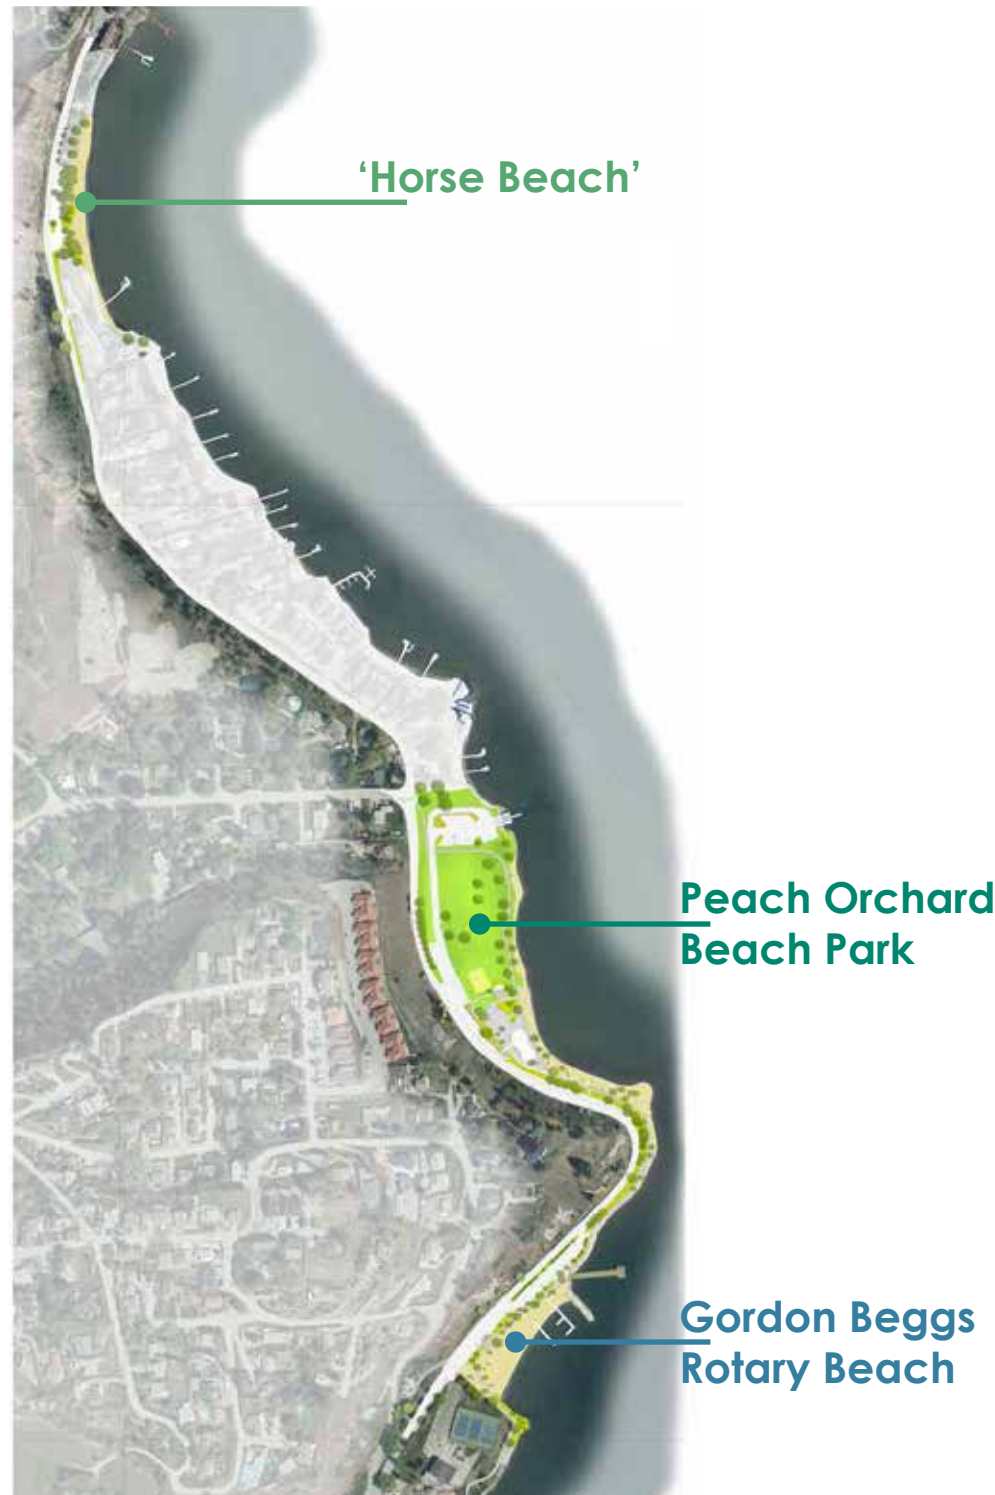 ‘Horse Beach’
Peach Orchard
Beach Park
Gordon Beggs
Rotary Beach